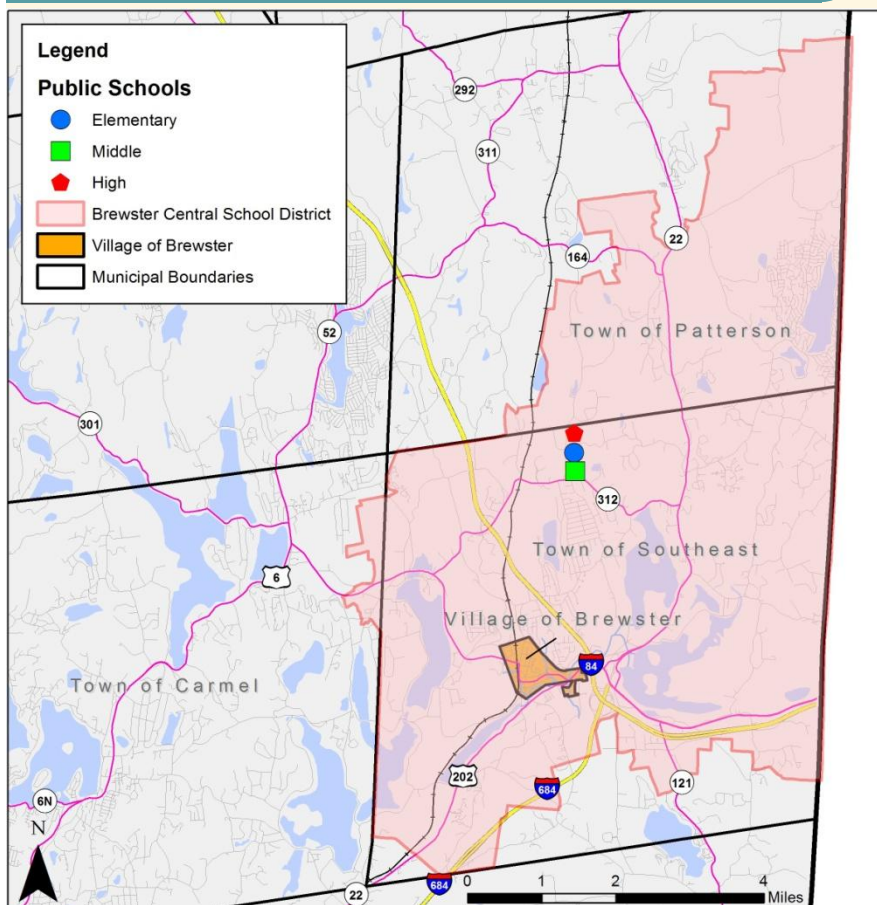 Legend
Public Schools
Elementary
Middle
High
Brewster Central School District
Village of Brewster
Municipal Boundaries
292
311
164
22
52
Town of Patterson
301
312
Town of Southeast
6
Village of Brewster
84
Town of Carmel
202
684
121
6N
N
22
684
0 1 2 4
Miles